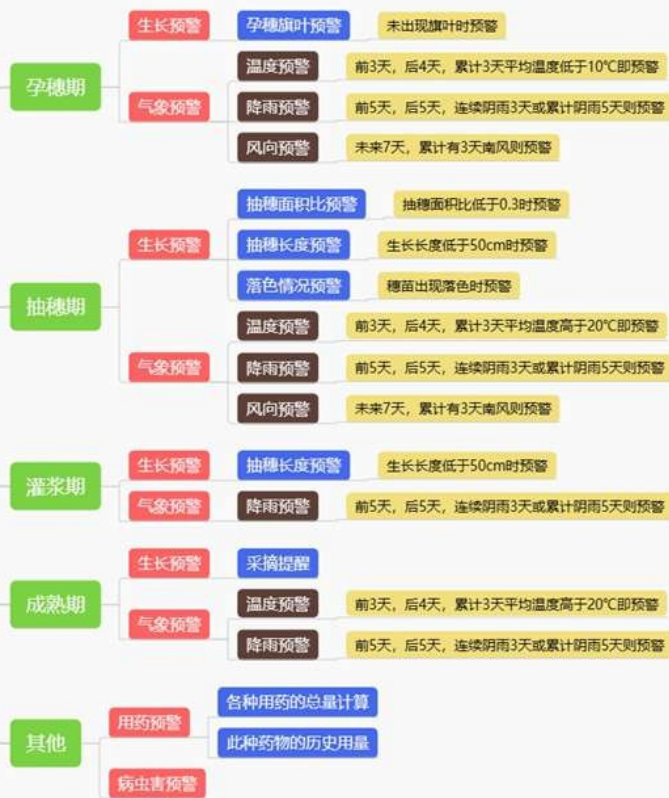 生长预警
孕穗旗叶预警
未出现旗叶时预警
孕穗期
温度预警
前3天，后4天，累计3天平均温度低于10℃即预警
气象预警
降雨预警
前5天，后5天，连续阴雨3天或累计阴雨5天则预警
风向预警
未来7天，累计有3天南风则预警
抽穗面积比预警
抽穗面积比低于0.3时预警
生长预警
抽穗长度预警
生长长度低于50cm时预警
落色情况预警
穗苗出现落色时预警
抽穗期
温度预警
前3天，后4天，累计3天平均温度高于20℃即预警
气象预警
降雨预警
前5天，后5天，连续阴雨3天或累计阴雨5天则预警
风向预警
未来7天，累计有3天南风则预警
生长预警
抽穗长度预警
生长长度低于50cm时预警
灌浆期
气象预警
降雨预警
前5天，后5天，连续阴雨3天或累计阴雨5天则预警
生长预警
采摘提醒
成熟期
温度预警
前3天，后4天，累计3天平均温度高于20℃即预警
气象预警
降雨预警
前5天，后5天，连续阴雨3天或累计阴雨5天则预警
各种用药的总量计算
用药预警
其他
此种药物的历史用量
病虫害预警